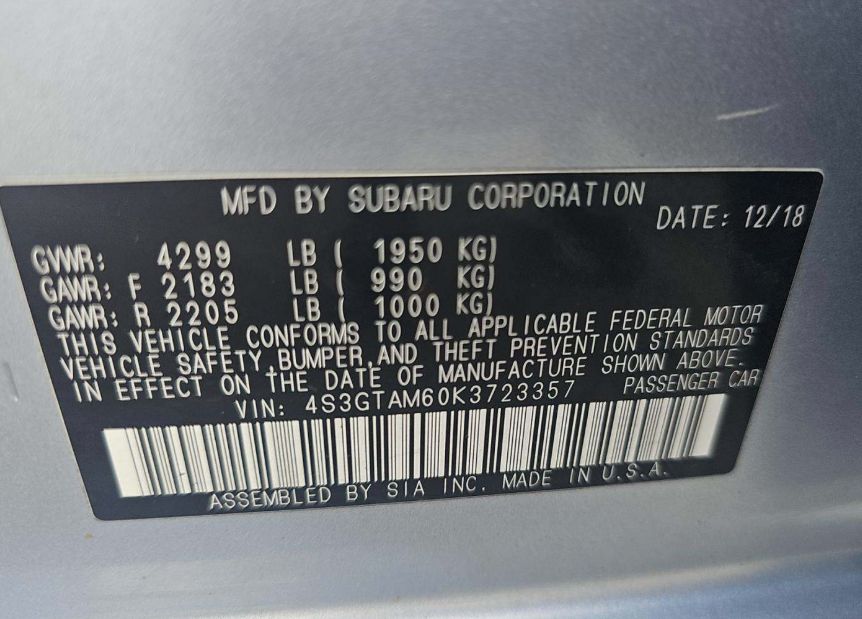 MFD BY SUBARU CORPORATION
DATE: 12/18
GVWR: 4299 LB ( 1950 KG)
GAWR: F 2183 LB ( 990 KG)
GAWR: R 2205 LB ( 1000 KG)
THIS VEHICLE CONFORMS TO ALL APPLICABLE FEDERAL MOTOR
VEHICLE SAFETY,BUMPER,AND THEFT PREVENTION STANDARDS
IN EFFECT ON THE DATE OF MANUFACTURE SHOWN ABOVE.
VIN: 4S3GTAM60K3723357 PASSENGER CAR
ASSEMBLED BY SIA INC. MADE IN U.S.A.